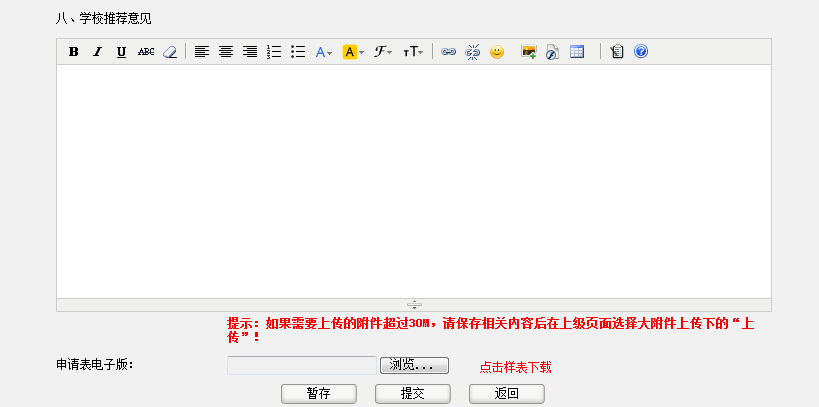 八、学校推荐意见
B I U ABC A A F TT
提示：如果需要上传的附件超过30M，请保存相关内容后在上级页面选择大附件上传下的“上
传”！
申请表电子版： 浏览... 点击样表下载
暂存 提交 返回